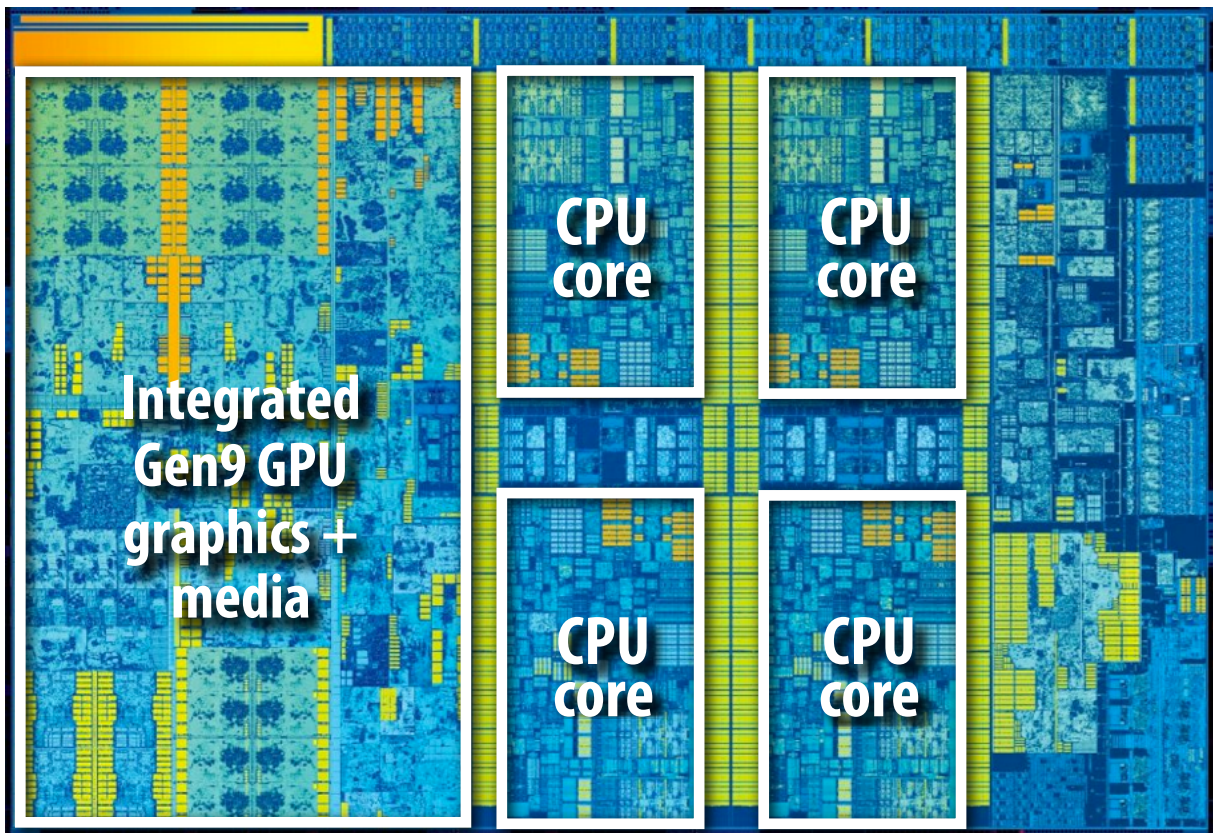 CPU
core
CPU
core
Integrated
Gen9 GPU
graphics +
media
CPU
core
CPU
core